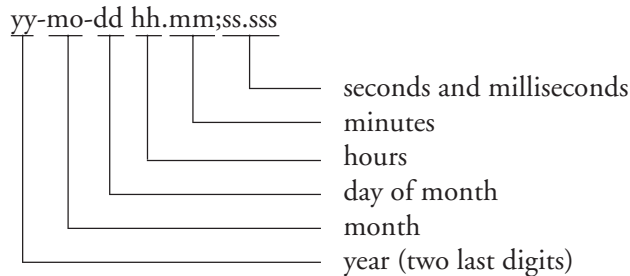 yy-mo-dd hh.mm;ss.sss
seconds and milliseconds
minutes
hours
day of month
month
year (two last digits)